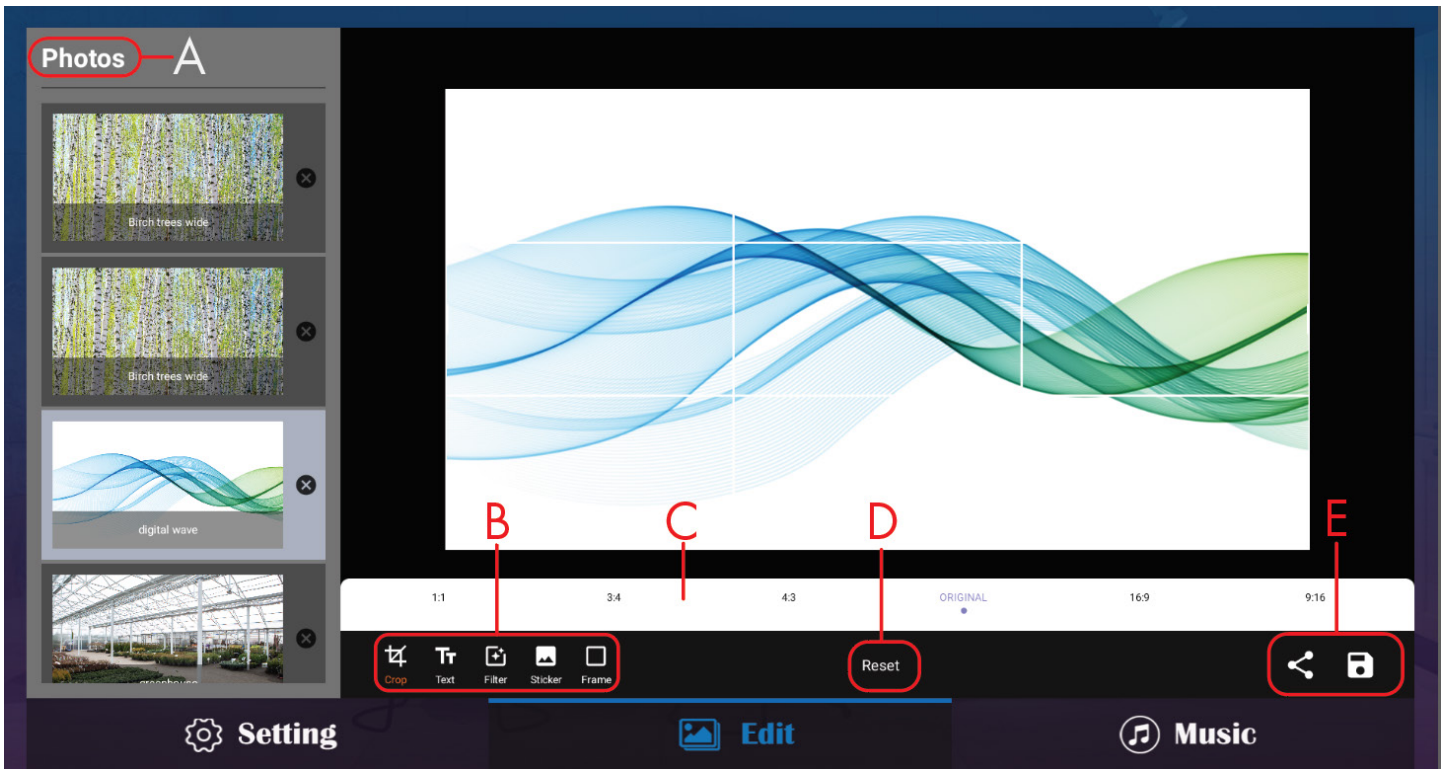 Photos
A
Birch trees wide
Birch trees wide
digital wave
greenhouse
B
C
D
E
1:1 3:4 4:3 ORIGINAL 16:9 9:16
Crop Text Filter Sticker Frame
Reset
Setting Edit Music